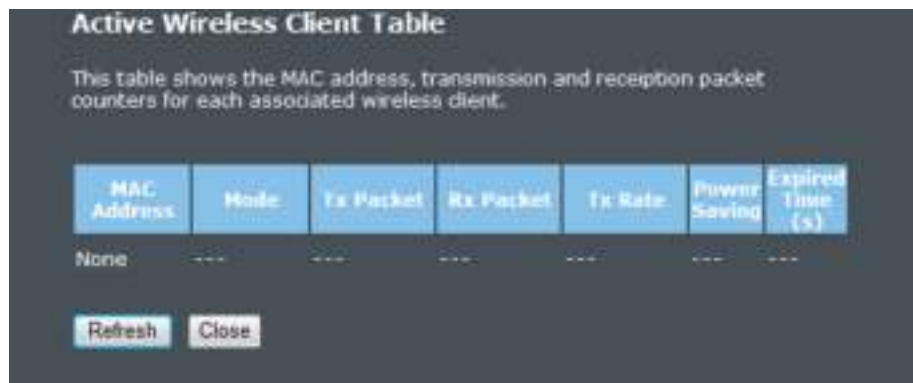 Active Wireless Client Table
This table shows the MAC address, transmission and receiption packet
counters for each associated wireless client.
MAC Address Mode Tx Packet Rx Packet Tx Rate Power Saving Expired Time (s)
None --- --- --- --- --- ---
Refresh Close